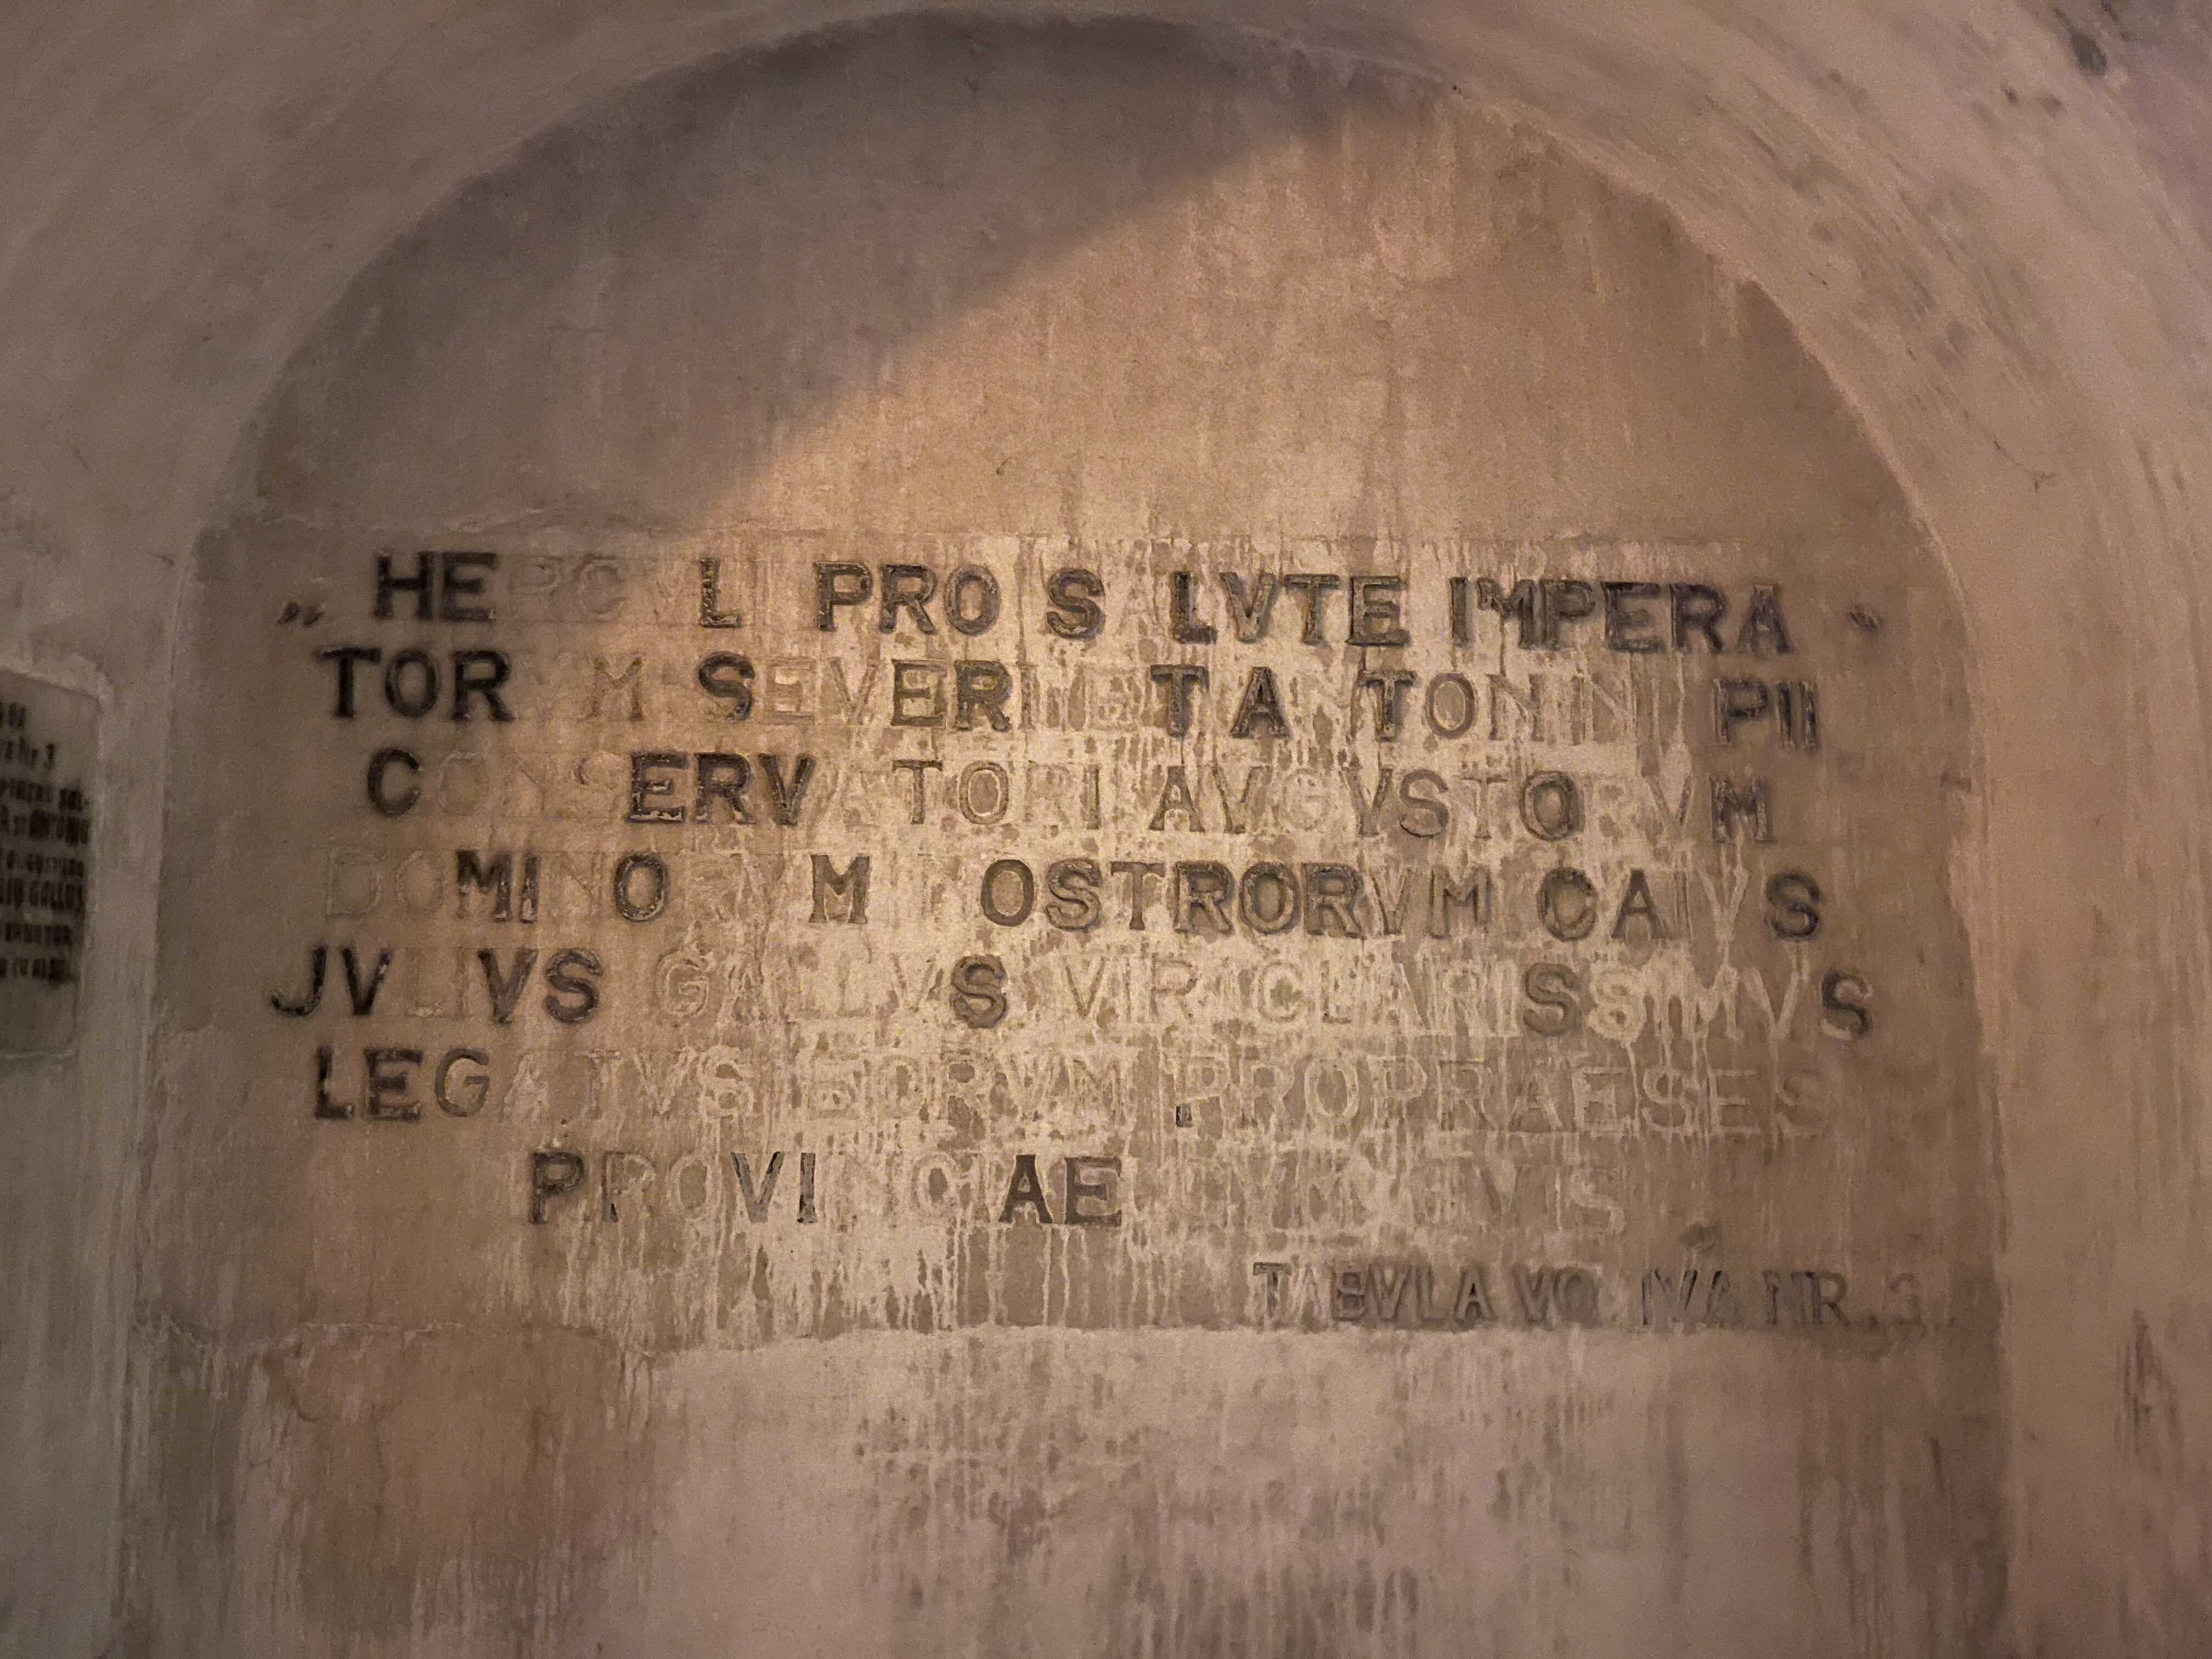 „HERCVLI PRO SALVTE IMPERA"
TORVM SEVERI ET ANTONINI PII
CONSERVATORI AVGVSTORVM
DOMINORVM NOSTRORVM CAIVS
JVLIVS GALLVS VIR CLARISSIMVS
LEGATVS EORVM PROPRAESES
PROVINCIAE
TABVLA VOTIVA NR. 3